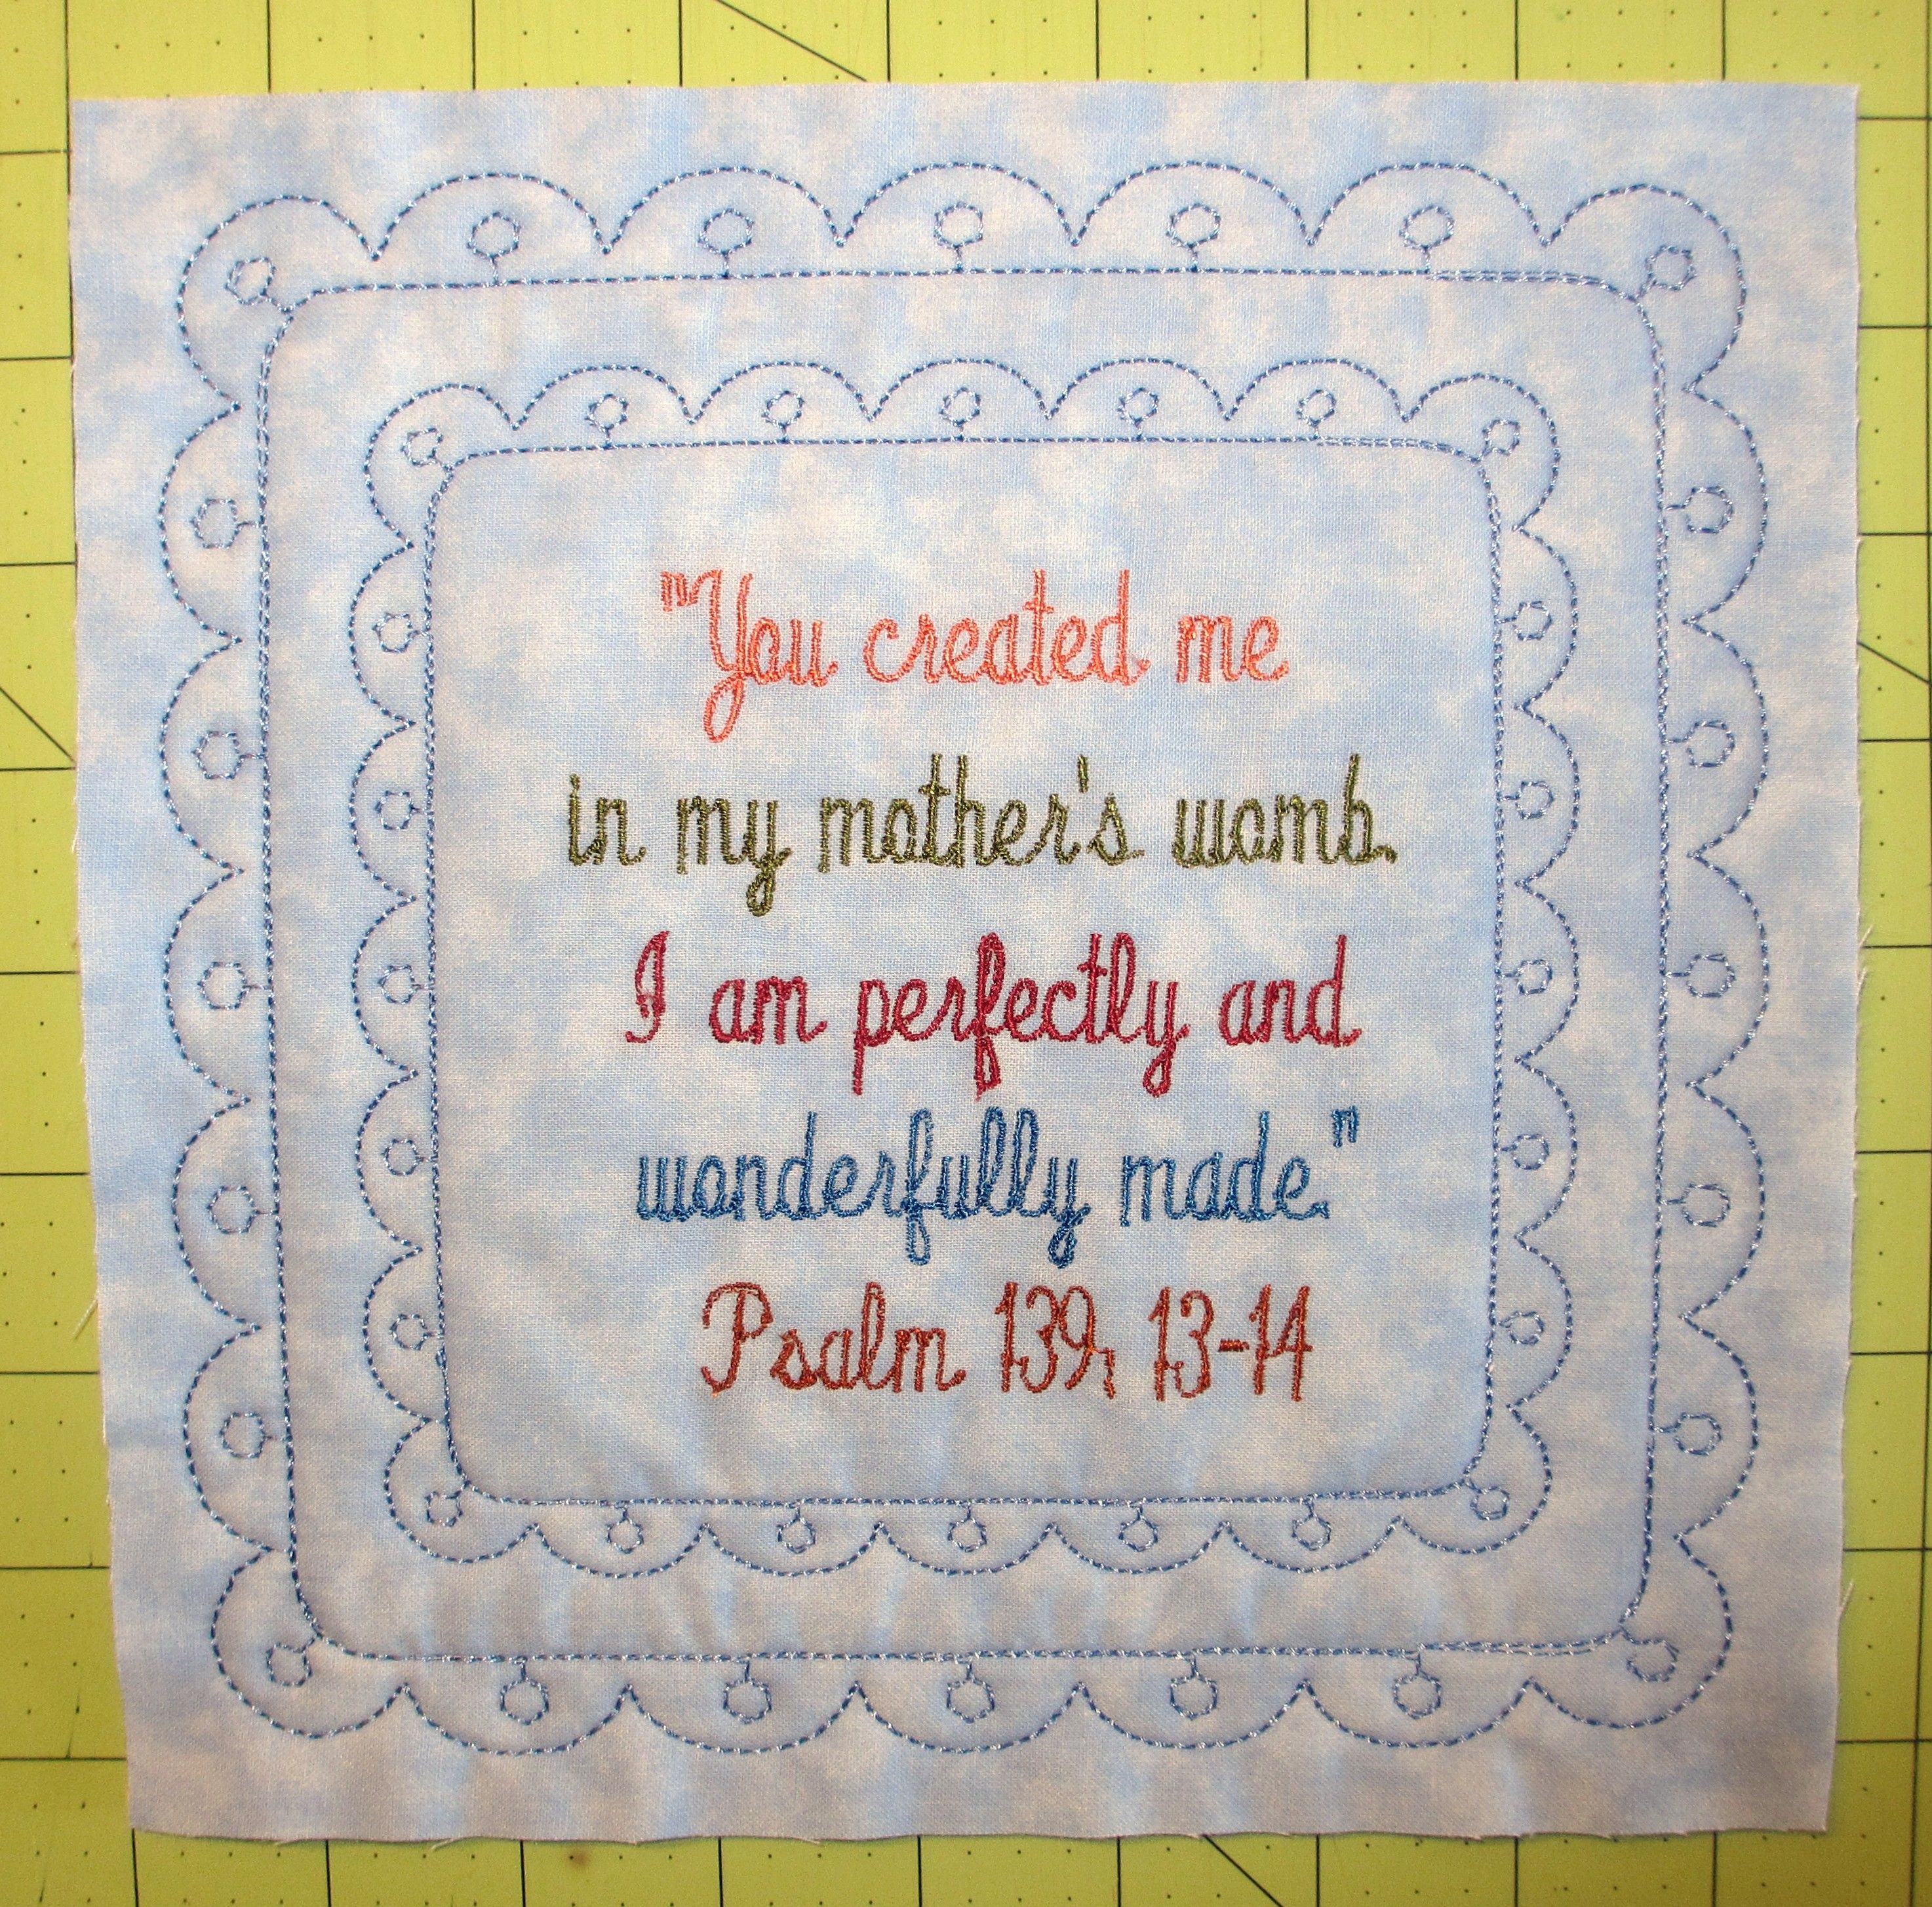 "You created me
in my mother's womb.
I am perfectly and
wonderfully made."
Psalm 139, 13-14